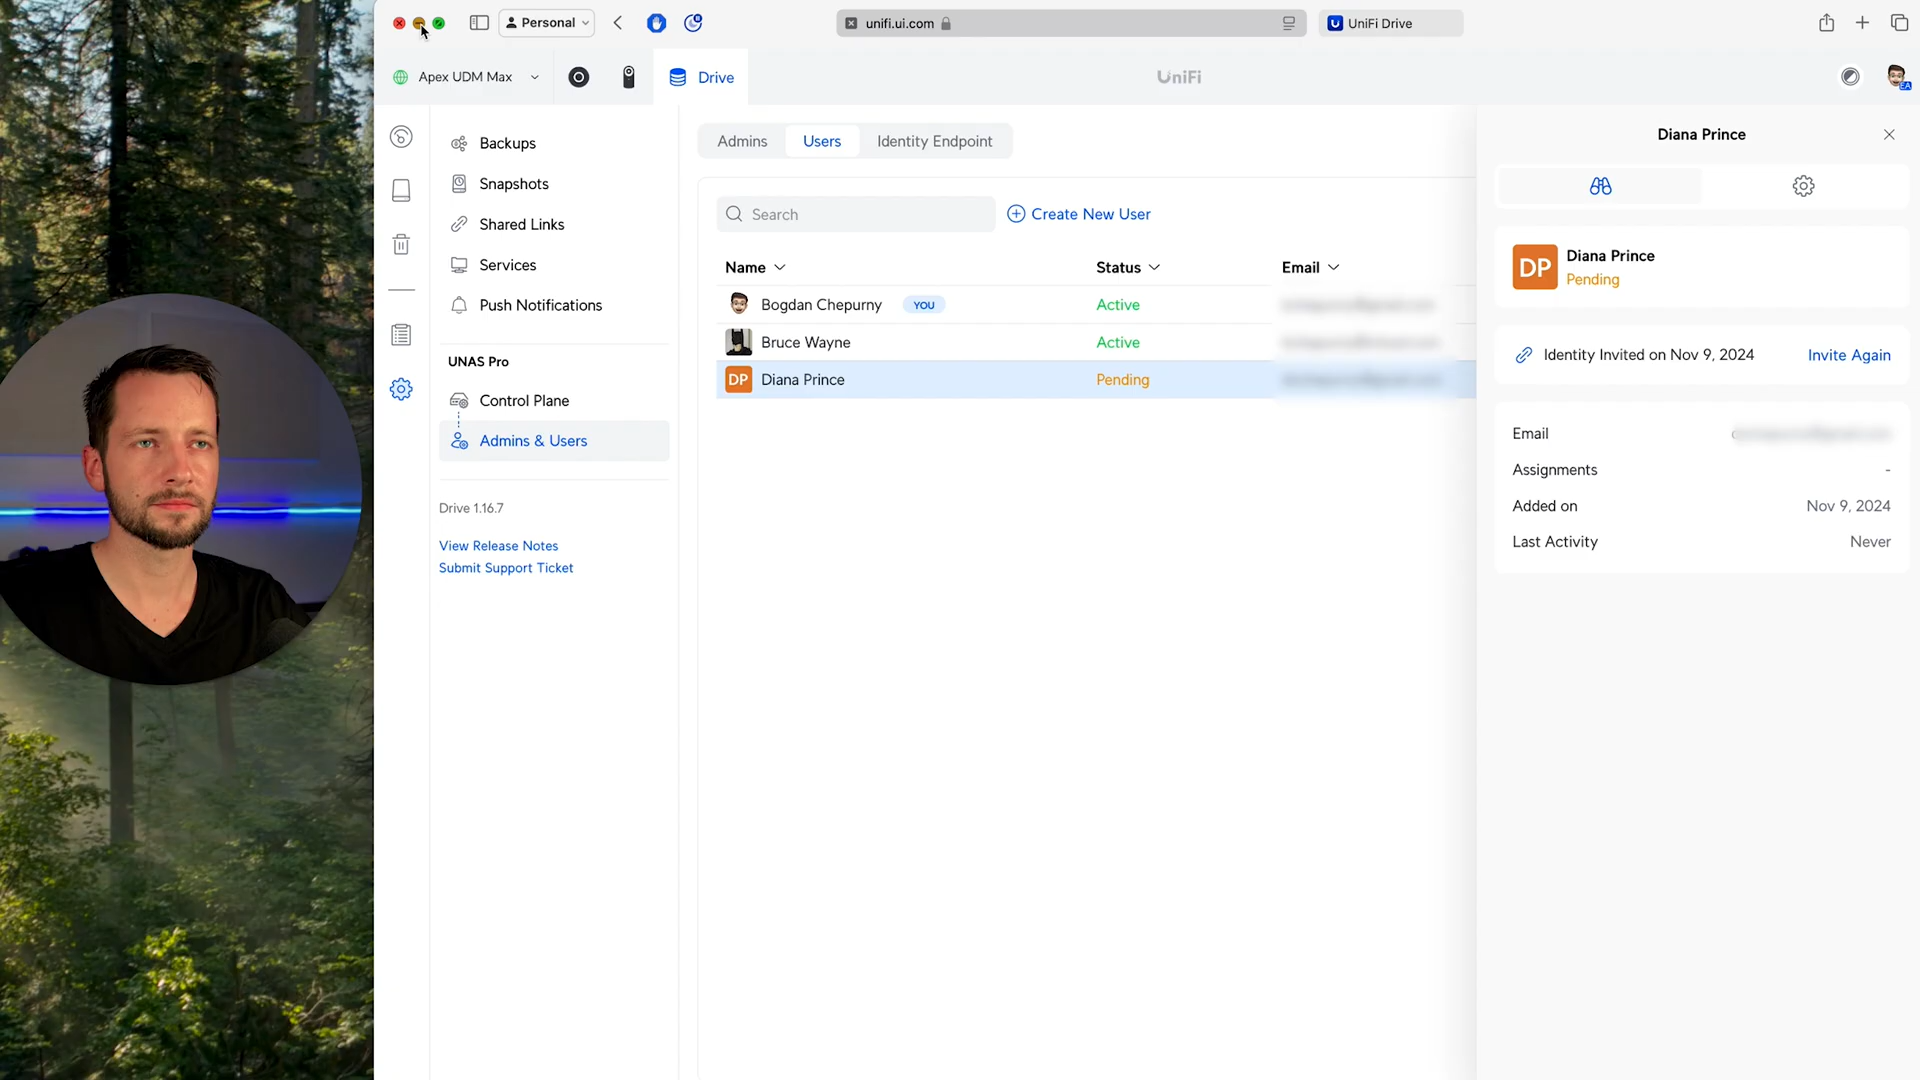 Personal
unifi.ui.com
UniFi Drive
Apex UDM Max
Drive
UniFi
EA
Backups
Snapshots
Shared Links
Services
Push Notifications
UNAS Pro
Control Plane
Admins & Users
Drive 1.16.7
View Release Notes
Submit Support Ticket
Admins
Users
Identity Endpoint
Search
Create New User
Name
Status
Email
Bogdan Chepurny
YOU
Active
Bruce Wayne
Active
DP
Diana Prince
Pending
Diana Prince
DP
Diana Prince
Pending
Identity Invited on Nov 9, 2024
Invite Again
Email
Assignments
-
Added on
Nov 9, 2024
Last Activity
Never